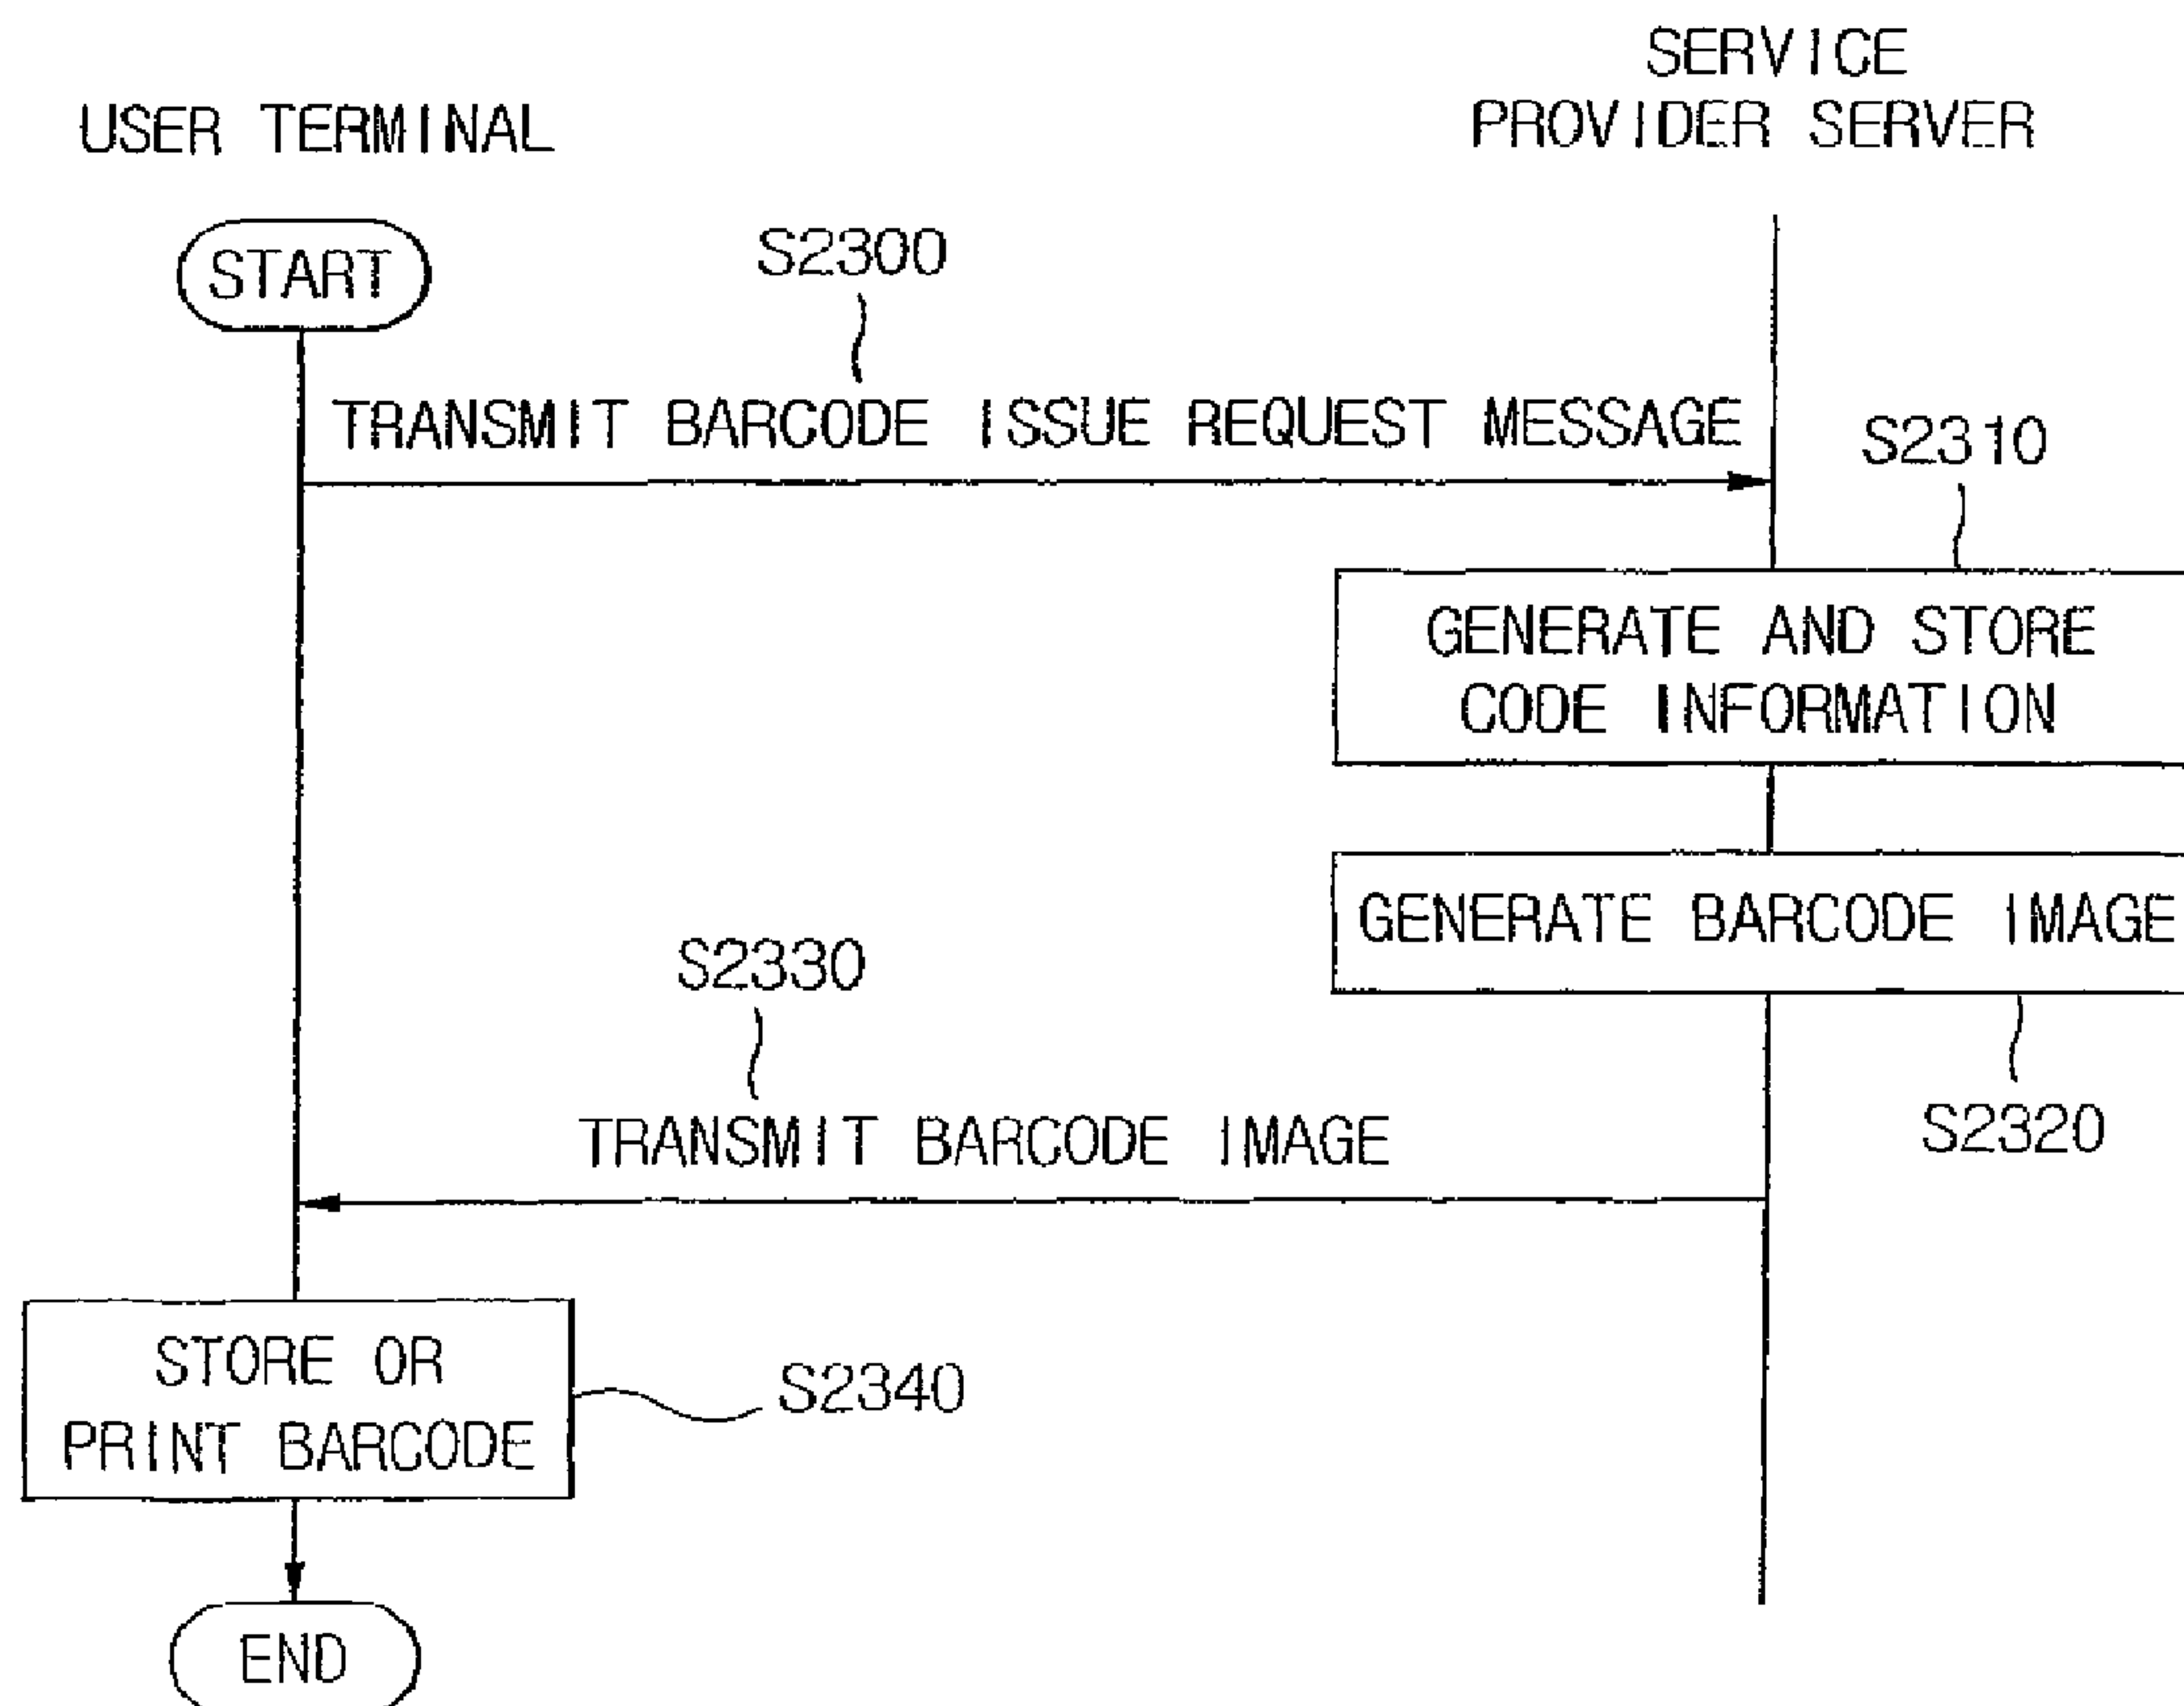 SERVICE
USER TERMINAL
PROVIDER SERVER
START
S2300
TRANSMIT BARCODE ISSUE REQUEST MESSAGE
S2310
GENERATE AND STORE
CODE INFORMATION
GENERATE BARCODE IMAGE
S2330
TRANSMIT BARCODE IMAGE
S2320
STORE OR
PRINT BARCODE
S2340
END